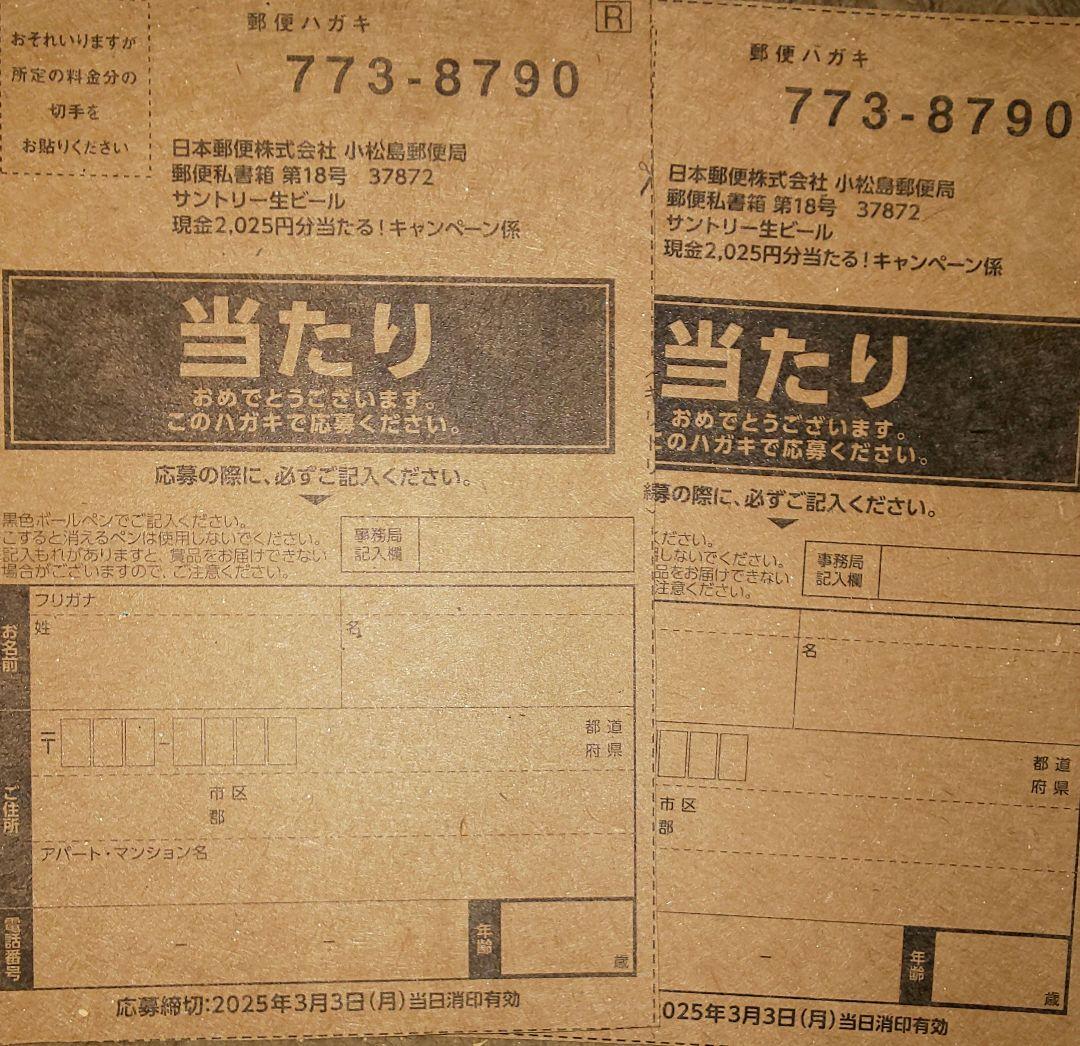 おそれいりますが
所定の料金分の
切手を
お貼りください
郵便ハガキ
R
773-8790
日本郵便株式会社 小松島郵便局
郵便私書箱 第18号 37872
サントリー生ビール
現金2,025円分当たる!キャンペーン係
当たり
おめでとうございます。
このハガキで応募ください。
応募の際に、必ずご記入ください。
黒色ボールペンでご記入ください。
こすると消えるペンは使用しないでください。
記入もれがありますと、賞品をお届けできない
場合がございますので、ご注意ください。
事務局
記入欄
お名前
フリガナ
姓
名
ご住所
〒
-
都道
府県
市区
郡
アパート・マンション名
電話番号
- -
年齢
歳
応募締切:2025年3月3日(月)当日消印有効
郵便ハガキ
773-8790
日本郵便株式会社 小松島郵便局
郵便私書箱 第18号 37872
サントリー生ビール
現金2,025円分当たる!キャンペーン係
当たり
おめでとうございます。
このハガキで応募ください。
募の際に、必ずご記入ください。
ください。
しないでください。
品をお届けできない
注意ください。
事務局
記入欄
名
都道
府県
市区
郡
-
年齢
歳
025年3月3日(月)当日消印有効